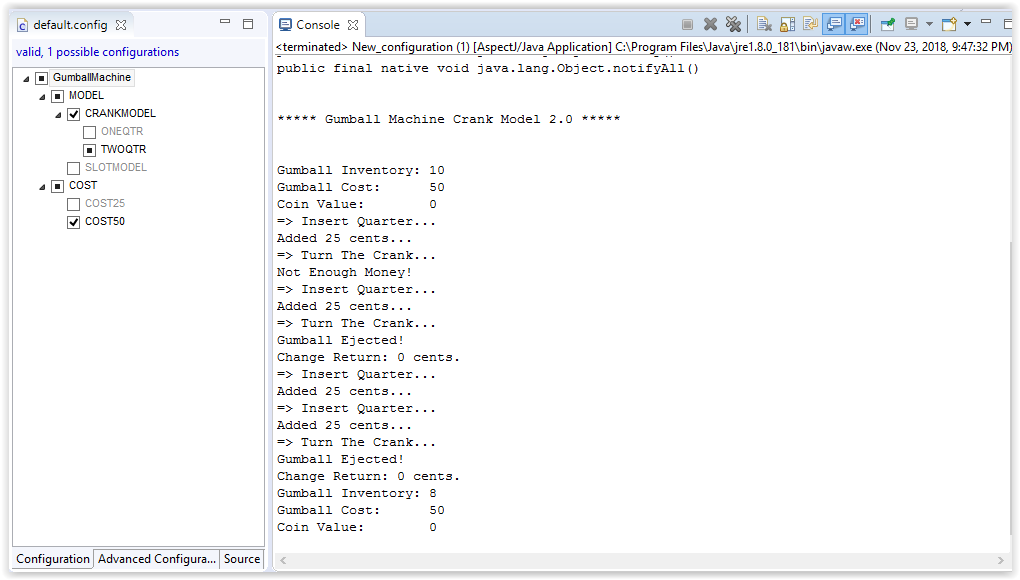 default.config
valid, 1 possible configurations
GumballMachine
MODEL
CRANKMODEL
ONEQTR
TWOQTR
SLOTMODEL
COST
COST25
COST50
Configuration
Advanced Configura...
Source
Console
<terminated> New_configuration (1) [AspectJ/Java Application] C:\Program Files\Java\jre1.8.0_181\bin\javaw.exe (Nov 23, 2018, 9:47:32 PM)
public final native void java.lang.Object.notifyAll()
***** Gumball Machine Crank Model 2.0 *****
Gumball Inventory: 10
Gumball Cost: 50
Coin Value: 0
=> Insert Quarter...
Added 25 cents...
=> Turn The Crank...
Not Enough Money!
=> Insert Quarter...
Added 25 cents...
=> Turn The Crank...
Gumball Ejected!
Change Return: 0 cents.
=> Insert Quarter...
Added 25 cents...
=> Insert Quarter...
Added 25 cents...
=> Turn The Crank...
Gumball Ejected!
Change Return: 0 cents.
Gumball Inventory: 8
Gumball Cost: 50
Coin Value: 0